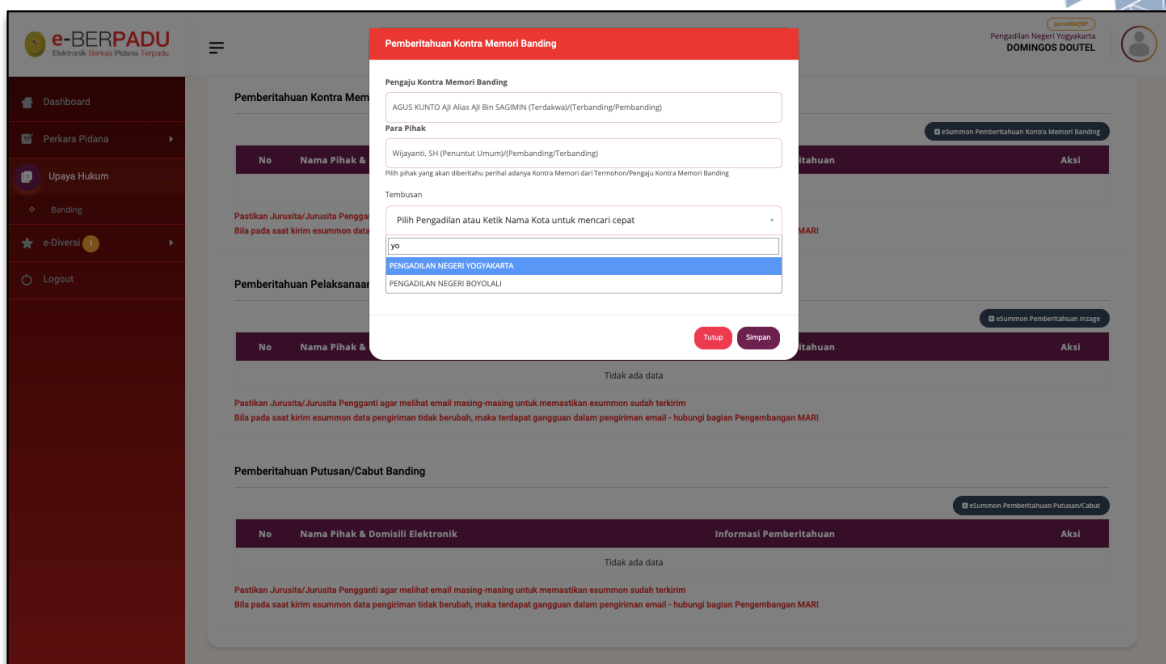 e-BERPADU
Elektronik Berkas Pidana Terpadu
Jurusita/JSP
Pengadilan Negeri Yogyakarta
DOMINGOS DOUTEL
Dashboard
Perkara Pidana
Upaya Hukum
Banding
e-Diversi 1
Logout
Pemberitahuan Kontra Memori Banding
Pengaju Kontra Memori Banding
AGUS KUNTO AJI Alias AJI Bin SAGIMIN (Terdakwa)/(Terbanding/Pembanding)
Para Pihak
Wijayanti, SH (Penuntut Umum)/(Pembanding/Terbanding)
Pilih pihak yang akan diberitahu perihal adanya Kontra Memori dari Termohon/Pengaju Kontra Memori Banding
Tembusan
Pilih Pengadilan atau Ketik Nama Kota untuk mencari cepat
yo
PENGADILAN NEGERI YOGYAKARTA
PENGADILAN NEGERI BOYOLALI
Tutup Simpan
Pemberitahuan Kontra Mem
eSummon Pemberitahuan Kontra Memori Banding
No Nama Pihak & itahuan Aksi
Pastikan Jurusita/Jurusita Pengga
Bila pada saat kirim esummon data MARI
Pemberitahuan Pelaksanaan
eSummon Pemberitahuan Inzage
No Nama Pihak & itahuan Aksi
Tidak ada data
Pastikan Jurusita/Jurusita Pengganti agar melihat email masing-masing untuk memastikan esummon sudah terkirim
Bila pada saat kirim esummon data pengiriman tidak berubah, maka terdapat gangguan dalam pengiriman email - hubungi bagian Pengembangan MARI
Pemberitahuan Putusan/Cabut Banding
eSummon Pemberitahuan Putusan/Cabut
No Nama Pihak & Domisili Elektronik Informasi Pemberitahuan Aksi
Tidak ada data
Pastikan Jurusita/Jurusita Pengganti agar melihat email masing-masing untuk memastikan esummon sudah terkirim
Bila pada saat kirim esummon data pengiriman tidak berubah, maka terdapat gangguan dalam pengiriman email - hubungi bagian Pengembangan MARI